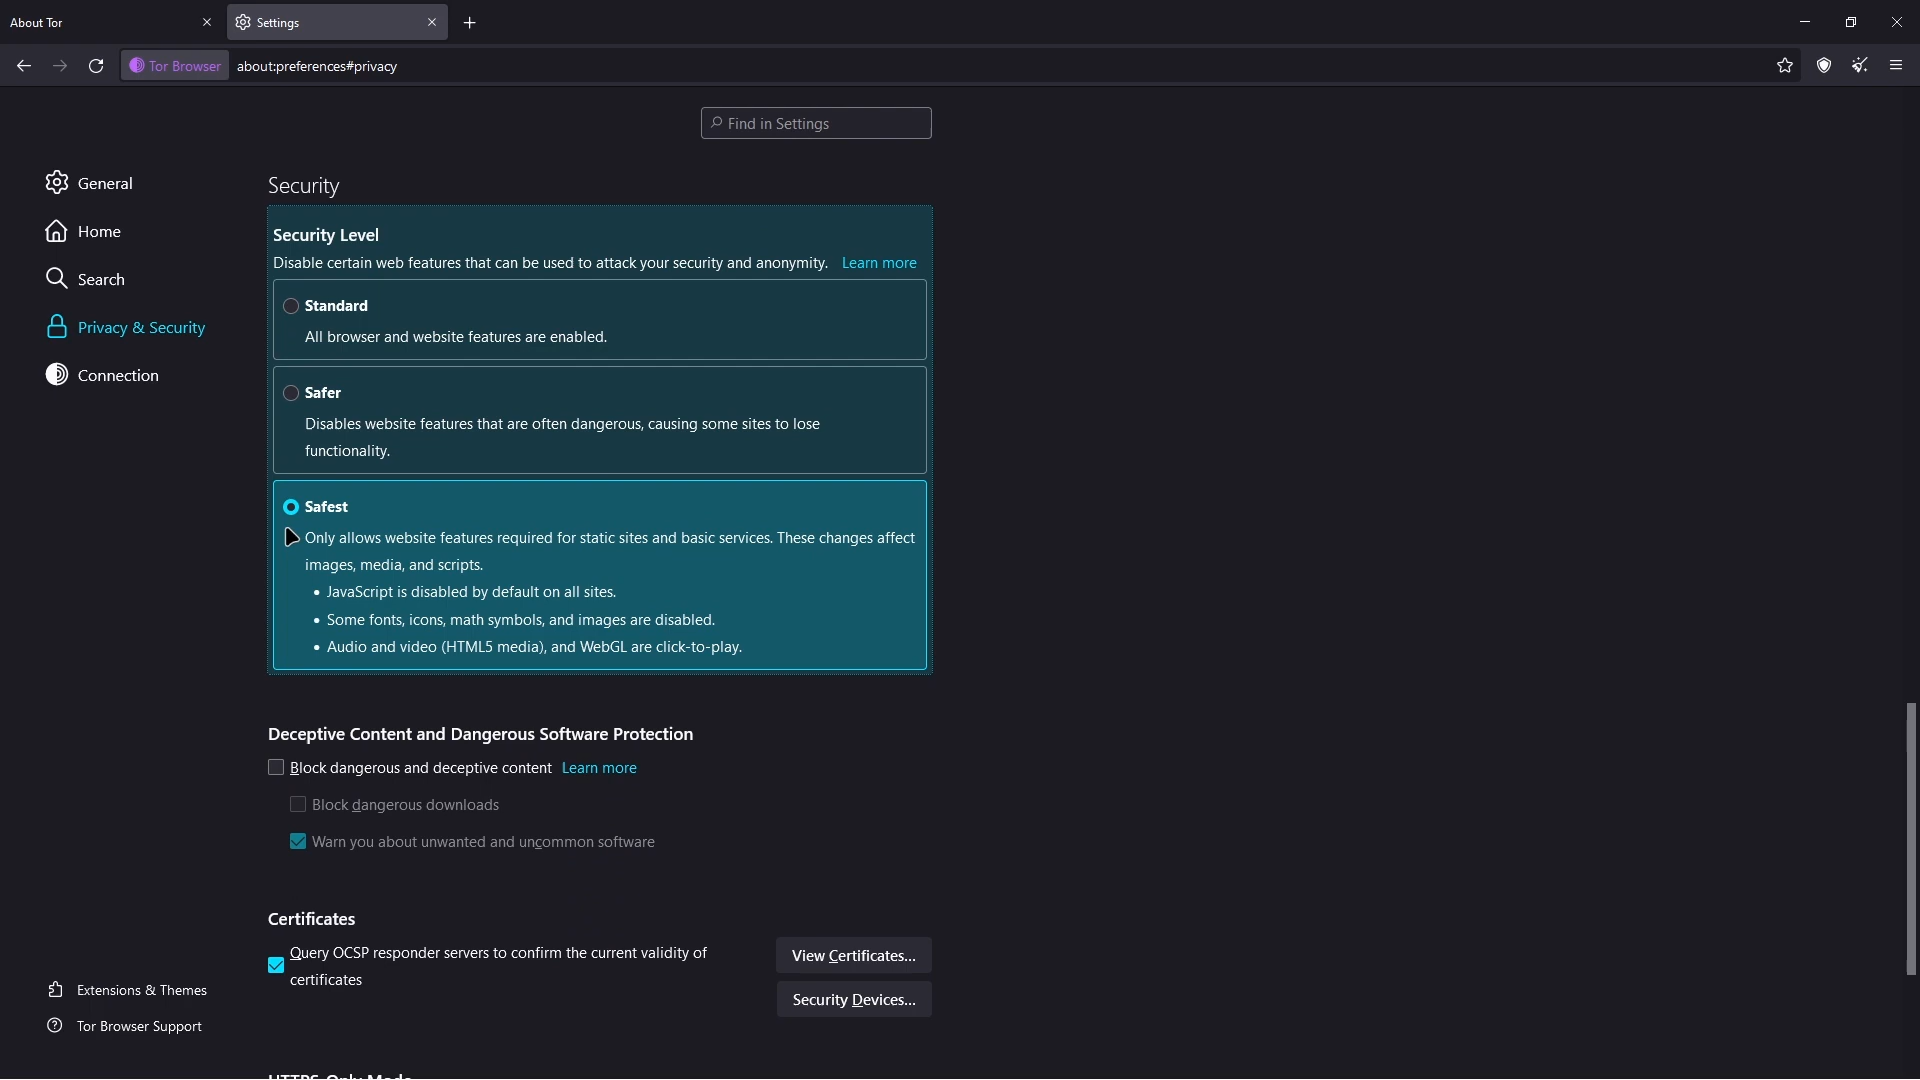 About Tor
Settings
Tor Browser
about:preferences#privacy
Find in Settings
General
Home
Search
Privacy & Security
Connection
Extensions & Themes
Tor Browser Support
Security
Security Level
Disable certain web features that can be used to attack your security and anonymity. Learn more
Standard
All browser and website features are enabled.
Safer
Disables website features that are often dangerous, causing some sites to lose
functionality.
Safest
Only allows website features required for static sites and basic services. These changes affect
images, media, and scripts.
• JavaScript is disabled by default on all sites.
• Some fonts, icons, math symbols, and images are disabled.
• Audio and video (HTML5 media), and WebGL are click-to-play.
Deceptive Content and Dangerous Software Protection
Block dangerous and deceptive content Learn more
Block dangerous downloads
Warn you about unwanted and uncommon software
Certificates
Query OCSP responder servers to confirm the current validity of
certificates
View Certificates...
Security Devices...
HTTPS-Only Mode